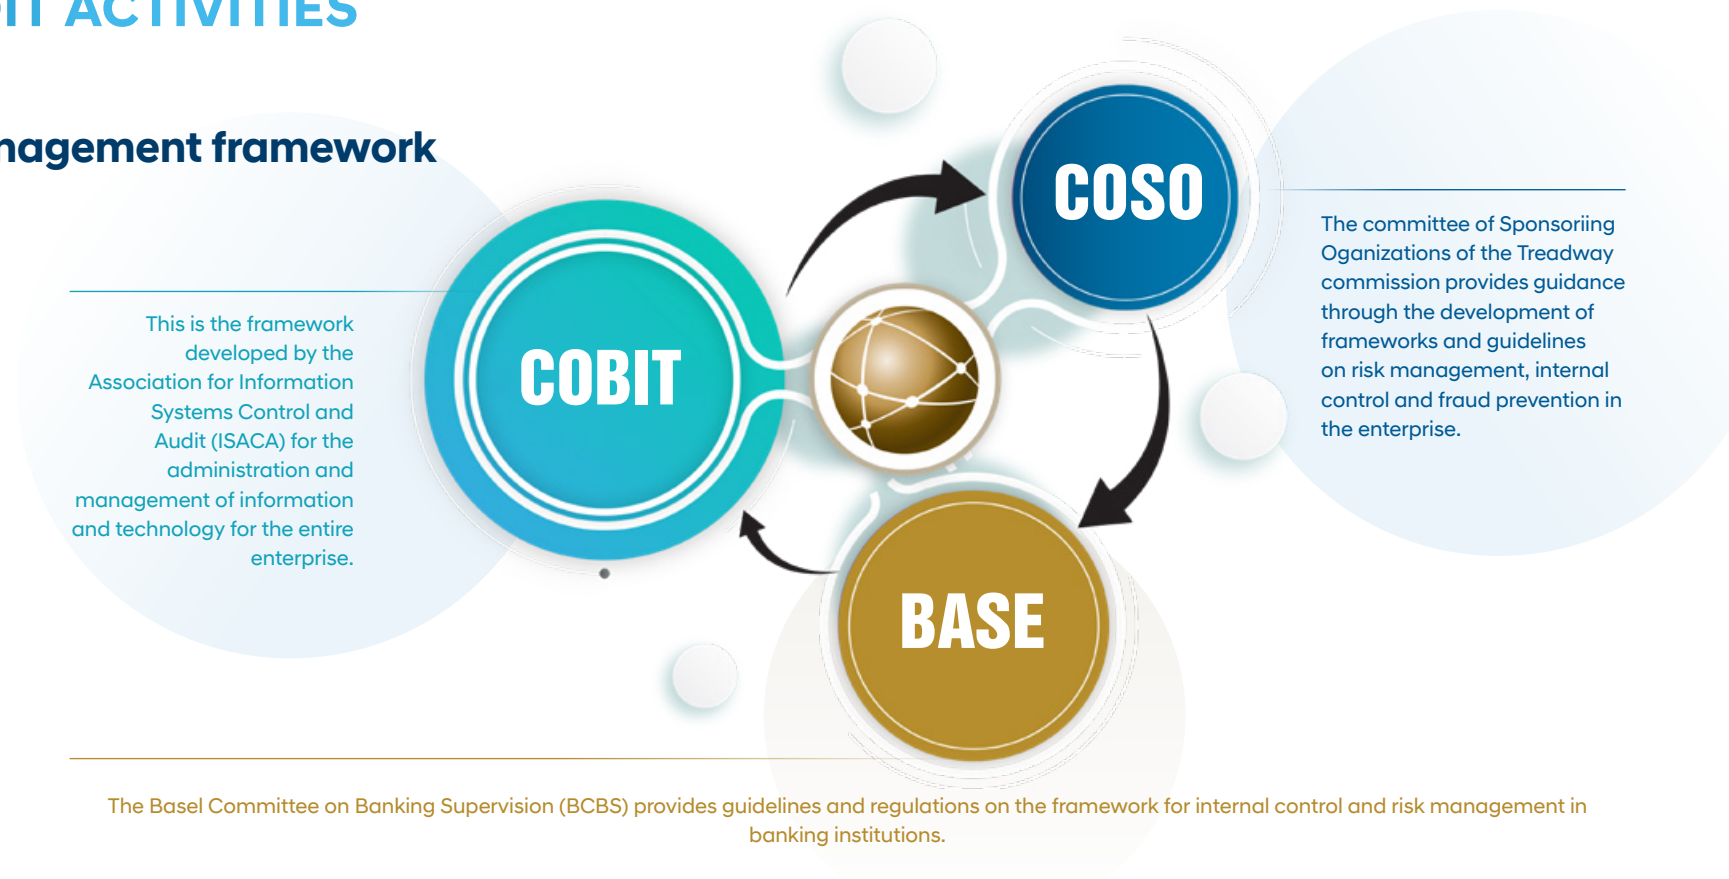 IT ACTIVITIES
nagement framework
COSO
The committee of Sponsoriing
Oganizations of the Treadway
commission provides guidance
through the development of
frameworks and guidelines
on risk management, internal
control and fraud prevention in
the enterprise.
COBIT
This is the framework
developed by the
Association for Information
Systems Control and
Audit (ISACA) for the
administration and
management of information
and technology for the entire
enterprise.
BASE
The Basel Committee on Banking Supervision (BCBS) provides guidelines and regulations on the framework for internal control and risk management in
banking institutions.